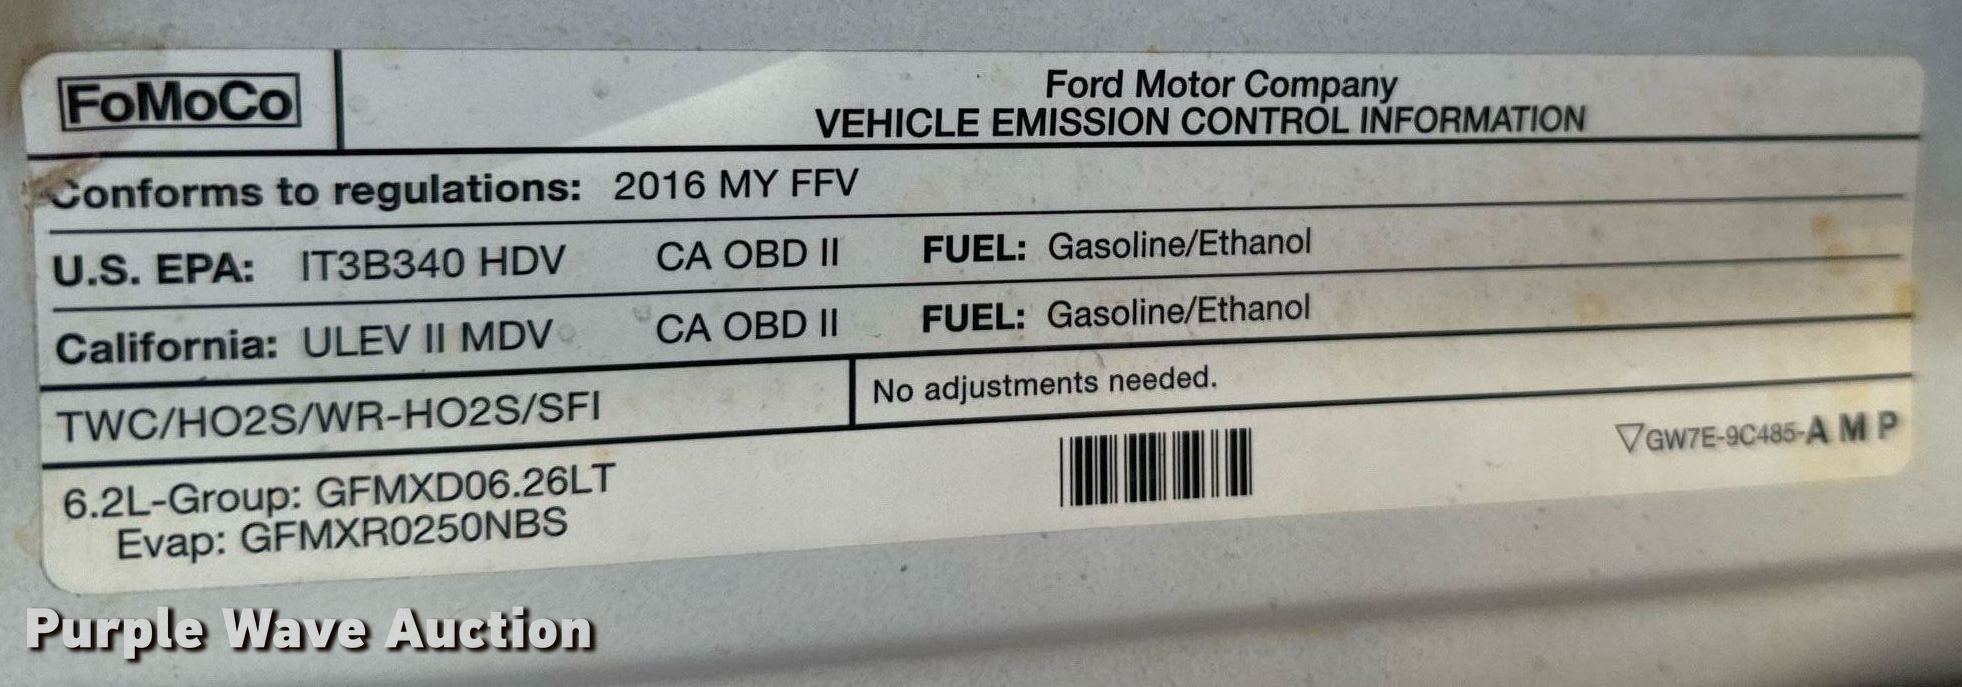 FoMoCo
Ford Motor Company
VEHICLE EMISSION CONTROL INFORMATION
Conforms to regulations: 2016 MY FFV
U.S. EPA: IT3B340 HDV CA OBD II FUEL: Gasoline/Ethanol
California: ULEV II MDV CA OBD II FUEL: Gasoline/Ethanol
TWC/HO2S/WR-HO2S/SFI
No adjustments needed.
6.2L-Group: GFMXD06.26LT
Evap: GFMXR0250NBS
▽GW7E-9C485-A M P
Purple Wave Auction